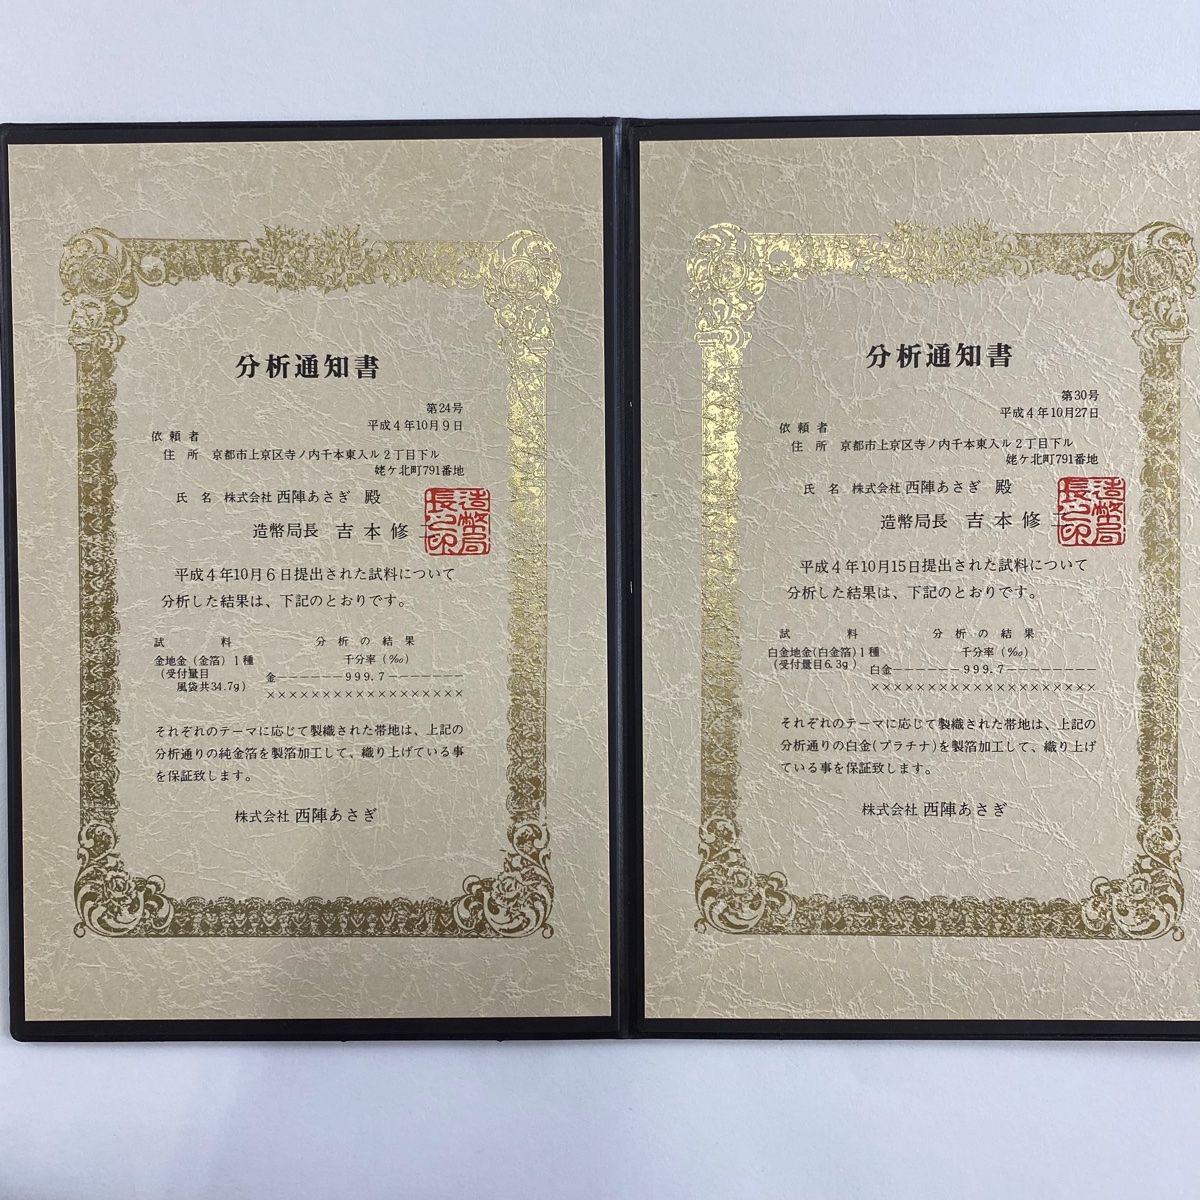 分析通知書
第24号
平成4年10月9日
依頼者
住所 京都市上京区寺ノ内千本東入ル2丁目下ル
姥ケ北町791番地
氏名 株式会社 西陣あさぎ 殿
造幣局長 吉本修二
造幣局長之印
平成4年10月6日提出された試料について
分析した結果は、下記のとおりです。
試料 分析の結果
金地金(金箔)1種 千分率(‰)
(受付量目
風袋共34.7g)
金-------999.7-------
××××××××××××××××××
それぞれのテーマに応じて製織された帯地は、上記の
分析通りの純金箔を製箔加工して、織り上げている事
を保証致します。
株式会社 西陣あさぎ
分析通知書
第30号
平成4年10月27日
依頼者
住所 京都市上京区寺ノ内千本東入ル2丁目下ル
姥ケ北町791番地
氏名 株式会社 西陣あさぎ 殿
造幣局長 吉本修二
造幣局長之印
平成4年10月15日提出された試料について
分析した結果は、下記のとおりです。
試料 分析の結果
白金地金(白金箔)1種 千分率(‰)
(受付量目6.3g)
白金-------999.7---------
××××××××××××××××××××
それぞれのテーマに応じて製織された帯地は、上記の
分析通りの白金(プラチナ)を製箔加工して、織り上げ
ている事を保証致します。
株式会社 西陣あさぎ